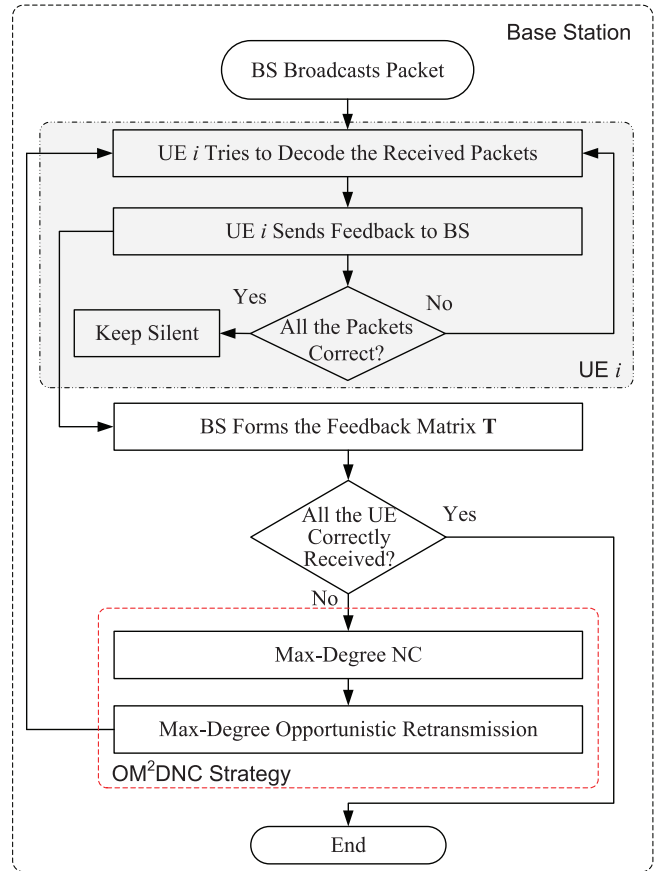 Base Station
BS Broadcasts Packet
UE i Tries to Decode the Received Packets
UE i Sends Feedback to BS
Yes
No
Keep Silent
All the Packets
Correct?
UE i
BS Forms the Feedback Matrix T
All the UE
Correctly
Received?
Yes
No
Max-Degree NC
Max-Degree Opportunistic Retransmission
OM²DNC Strategy
End